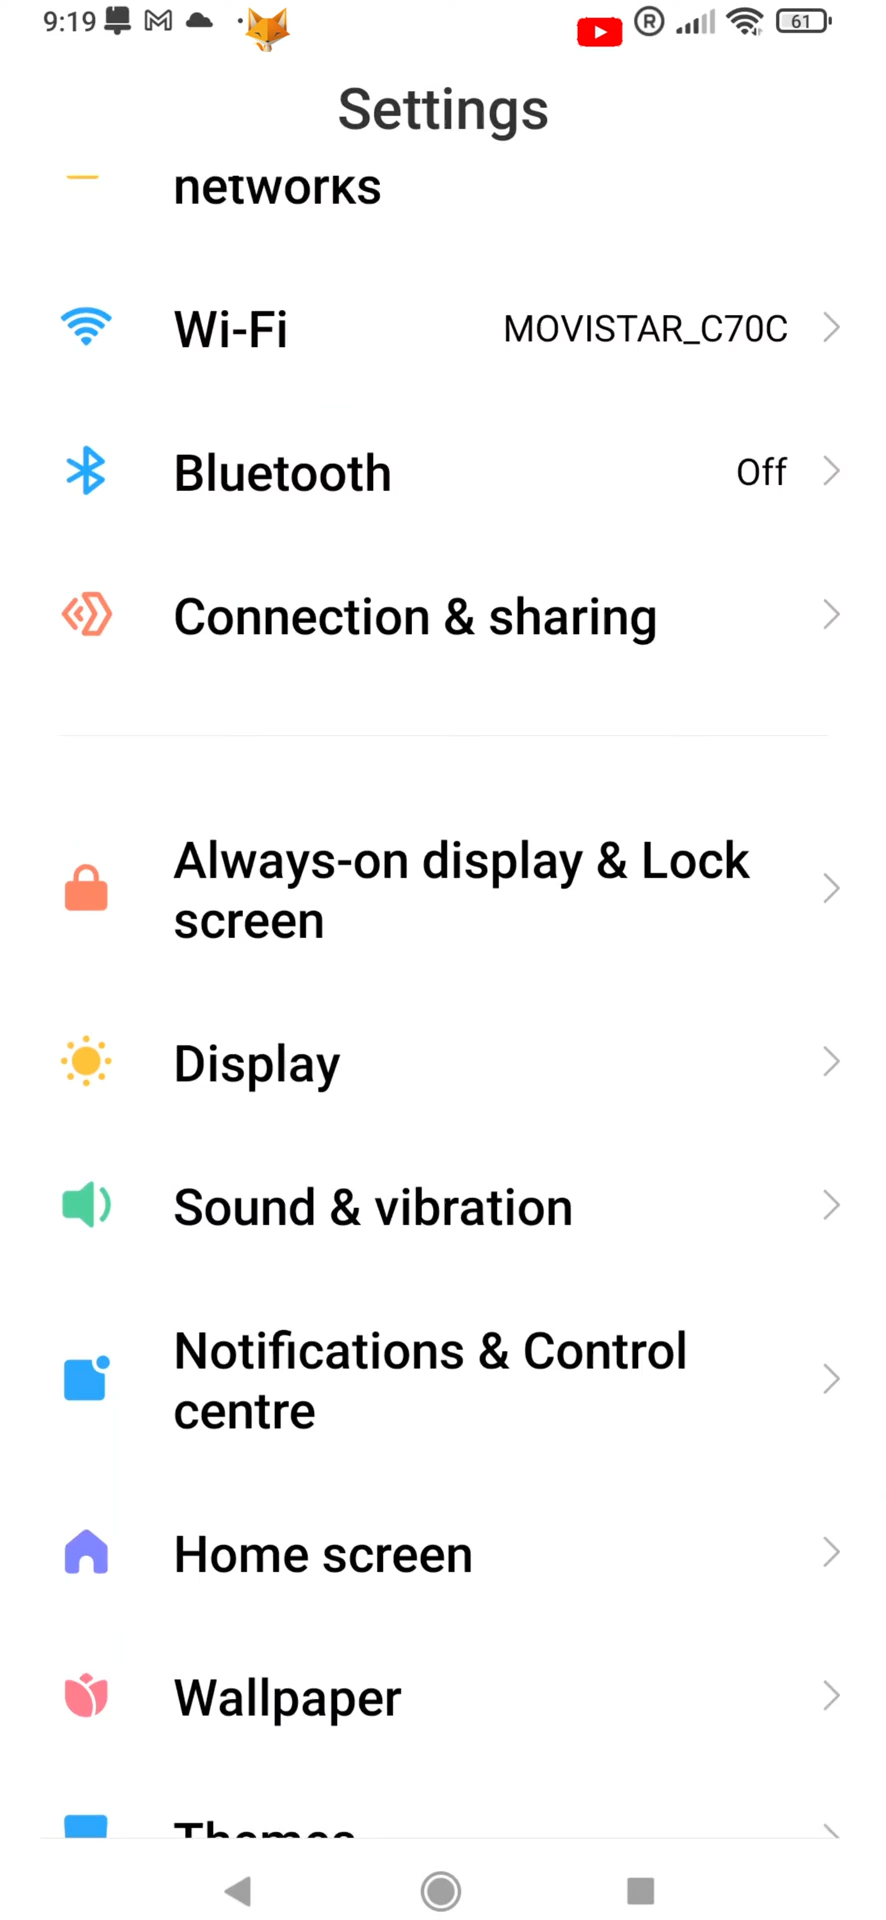 9:19
R
61
Settings
networks
Wi-Fi
MOVISTAR_C70C
Bluetooth
Off
Connection & sharing
Always-on display & Lock
screen
Display
Sound & vibration
Notifications & Control
centre
Home screen
Wallpaper
Themes